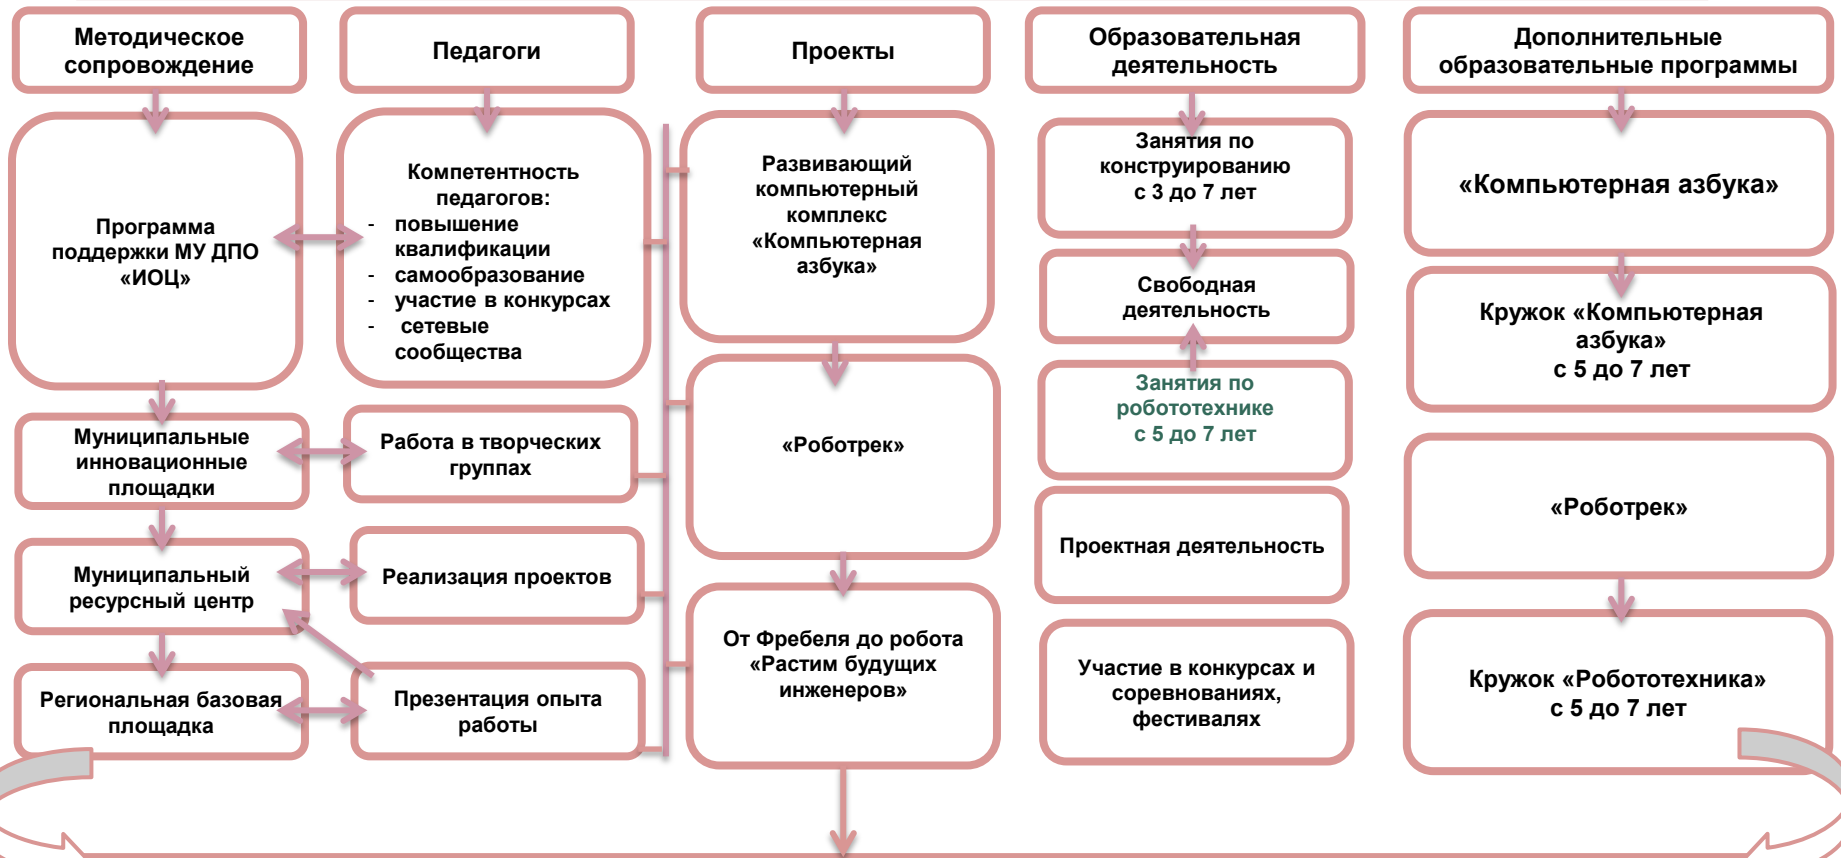 Методическое
сопровождение
Педагоги
Проекты
Образовательная
деятельность
Дополнительные
образовательные программы
Программа
поддержки МУ ДПО
«ИОЦ»
Муниципальные
инновационные
площадки
Муниципальный
ресурсный центр
Региональная базовая
площадка
Компетентность
педагогов:
- повышение
квалификации
- самообразование
- участие в конкурсах
- сетевые
сообщества
Работа в творческих
группах
Реализация проектов
Презентация опыта
работы
Развивающий
компьютерный
комплекс
«Компьютерная
азбука»
«Роботрек»
От Фребеля до робота
«Растим будущих
инженеров»
Занятия по
конструированию
с 3 до 7 лет
Свободная
деятельность
Занятия по
робототехнике
с 5 до 7 лет
Проектная деятельность
Участие в конкурсах и
соревнованиях,
фестивалях
«Компьютерная азбука»
Кружок «Компьютерная
азбука»
с 5 до 7 лет
«Роботрек»
Кружок «Робототехника»
с 5 до 7 лет